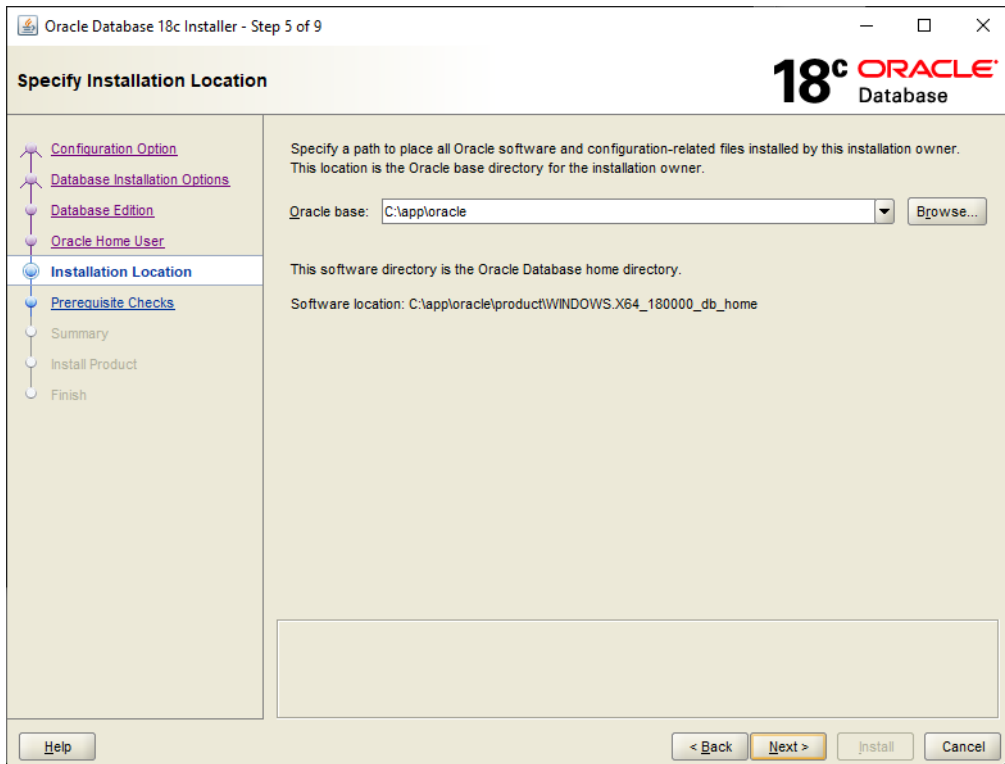 Oracle Database 18c Installer - Step 5 of 9
Specify Installation Location
18c ORACLE
Database
Configuration Option
Database Installation Options
Database Edition
Oracle Home User
Installation Location
Prerequisite Checks
Summary
Install Product
Finish
Specify a path to place all Oracle software and configuration-related files installed by this installation owner.
This location is the Oracle base directory for the installation owner.
Oracle base: C:\app\oracle Browse...
This software directory is the Oracle Database home directory.
Software location: C:\app\oracle\product\WINDOWS.X64_180000_db_home
Help < Back Next > Install Cancel